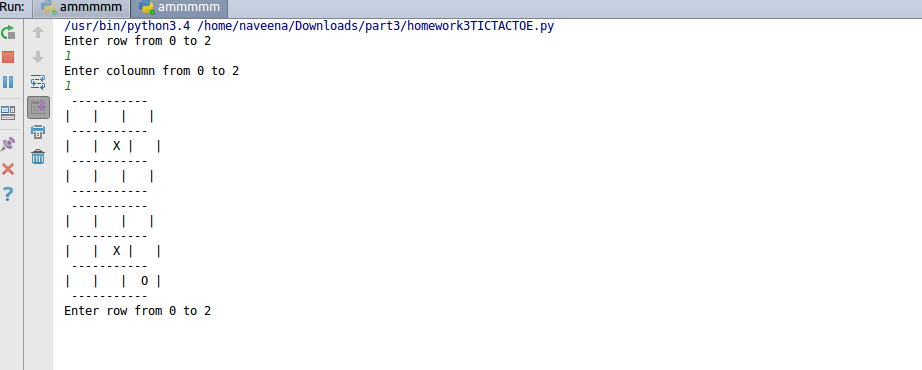 Run: ammmmm ammmmm
/usr/bin/python3.4 /home/naveena/Downloads/part3/homework3TICTACTOE.py
Enter row from 0 to 2
1
Enter coloumn from 0 to 2
1
 -----------
|   |   |   |
 -----------
|   |  X |   |
 -----------
|   |   |   |
 -----------
 -----------
|   |   |   |
 -----------
|   |  X |   |
 -----------
|   |   |  O |
 -----------
Enter row from 0 to 2